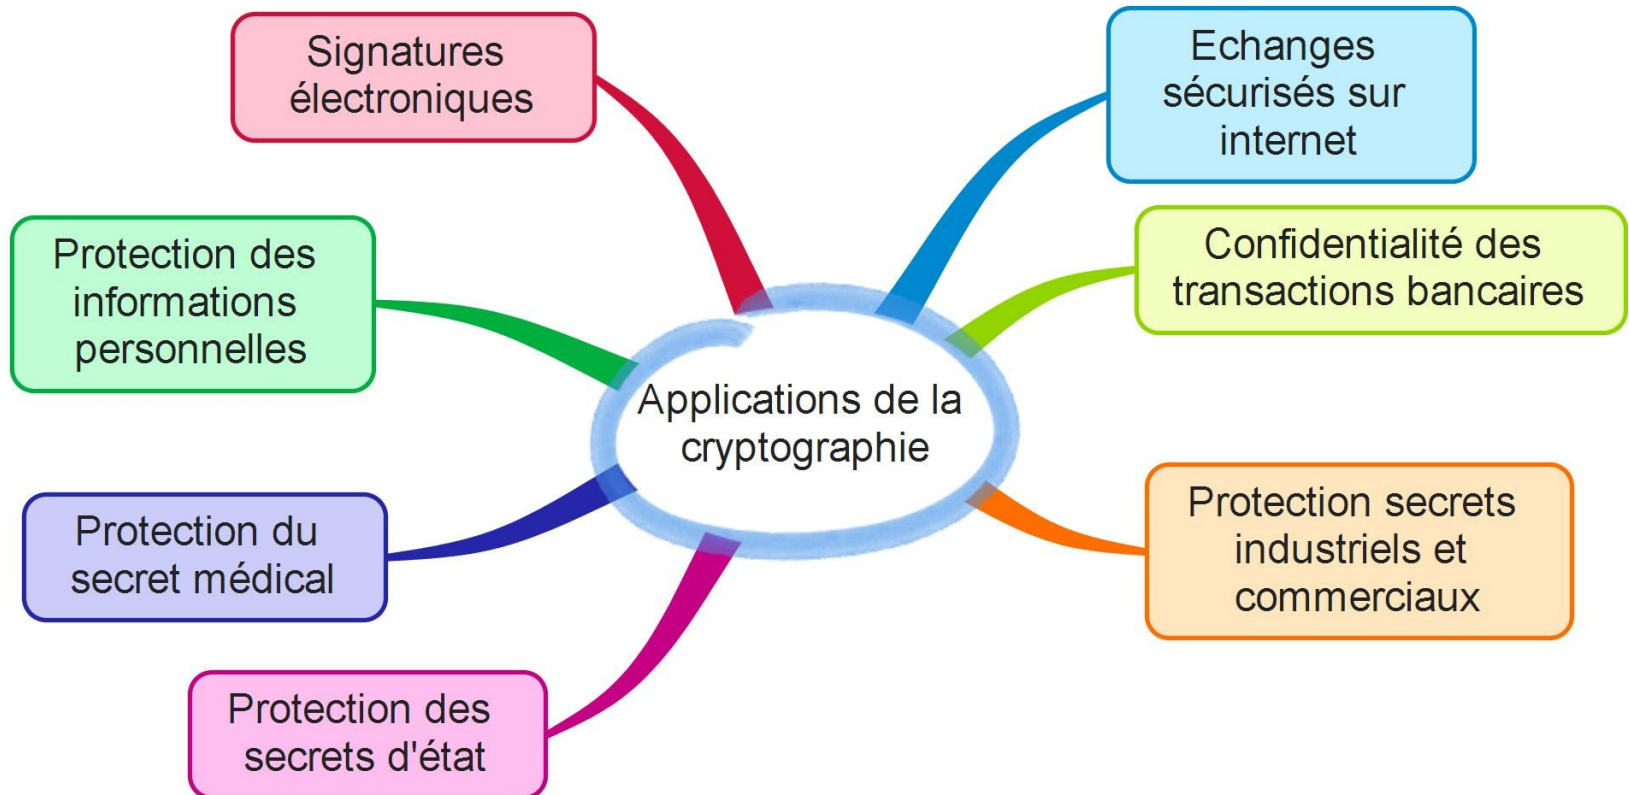 Signatures
électroniques
Echanges
sécurisés sur
internet
Protection des
informations
personnelles
Confidentialité des
transactions bancaires
Applications de la
cryptographie
Protection du
secret médical
Protection secrets
industriels et
commerciaux
Protection des
secrets d'état